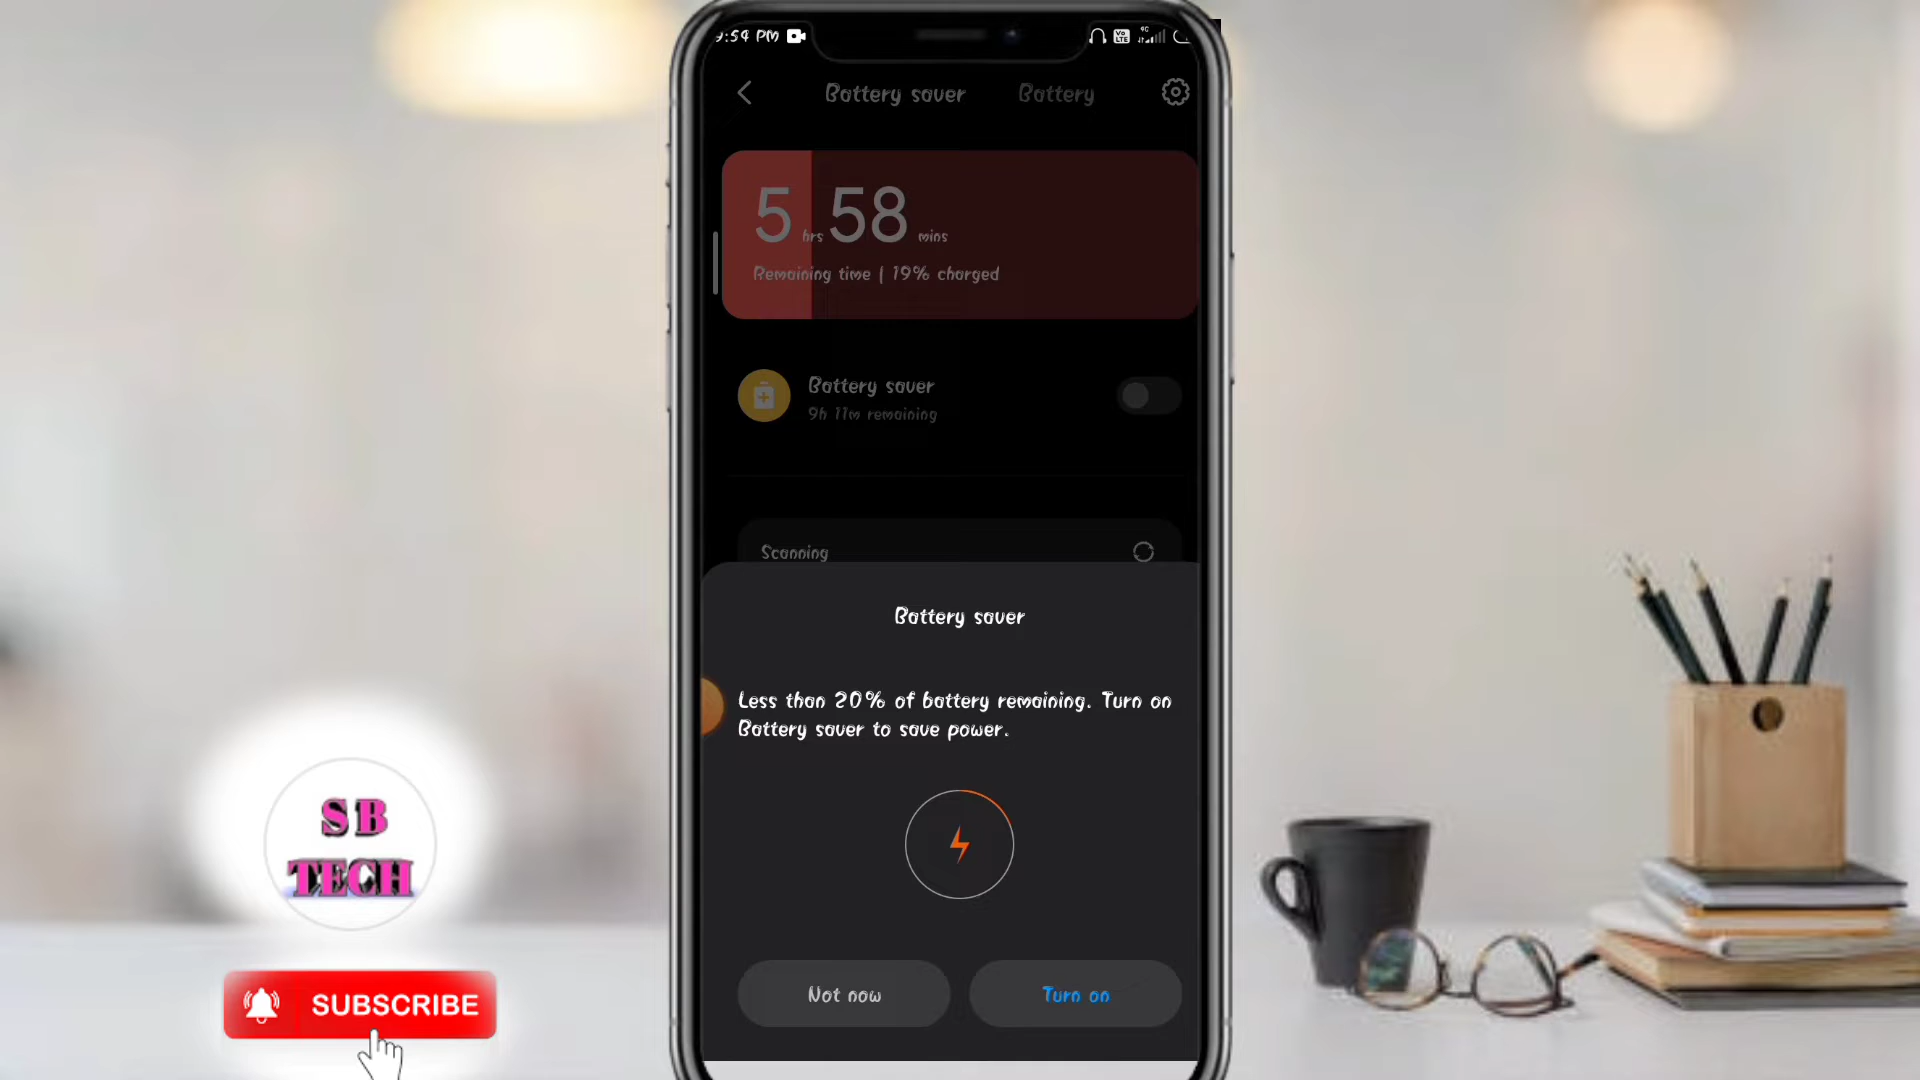 9:54 PM
VoLTE 4G
Battery saver Battery
5 hrs 58 mins
Remaining time | 19% charged
Battery saver
9h 11m remaining
Scanning
Battery saver
Less than 20% of battery remaining. Turn on
Battery saver to save power.
Not now Turn on
S B
TECH
SUBSCRIBE